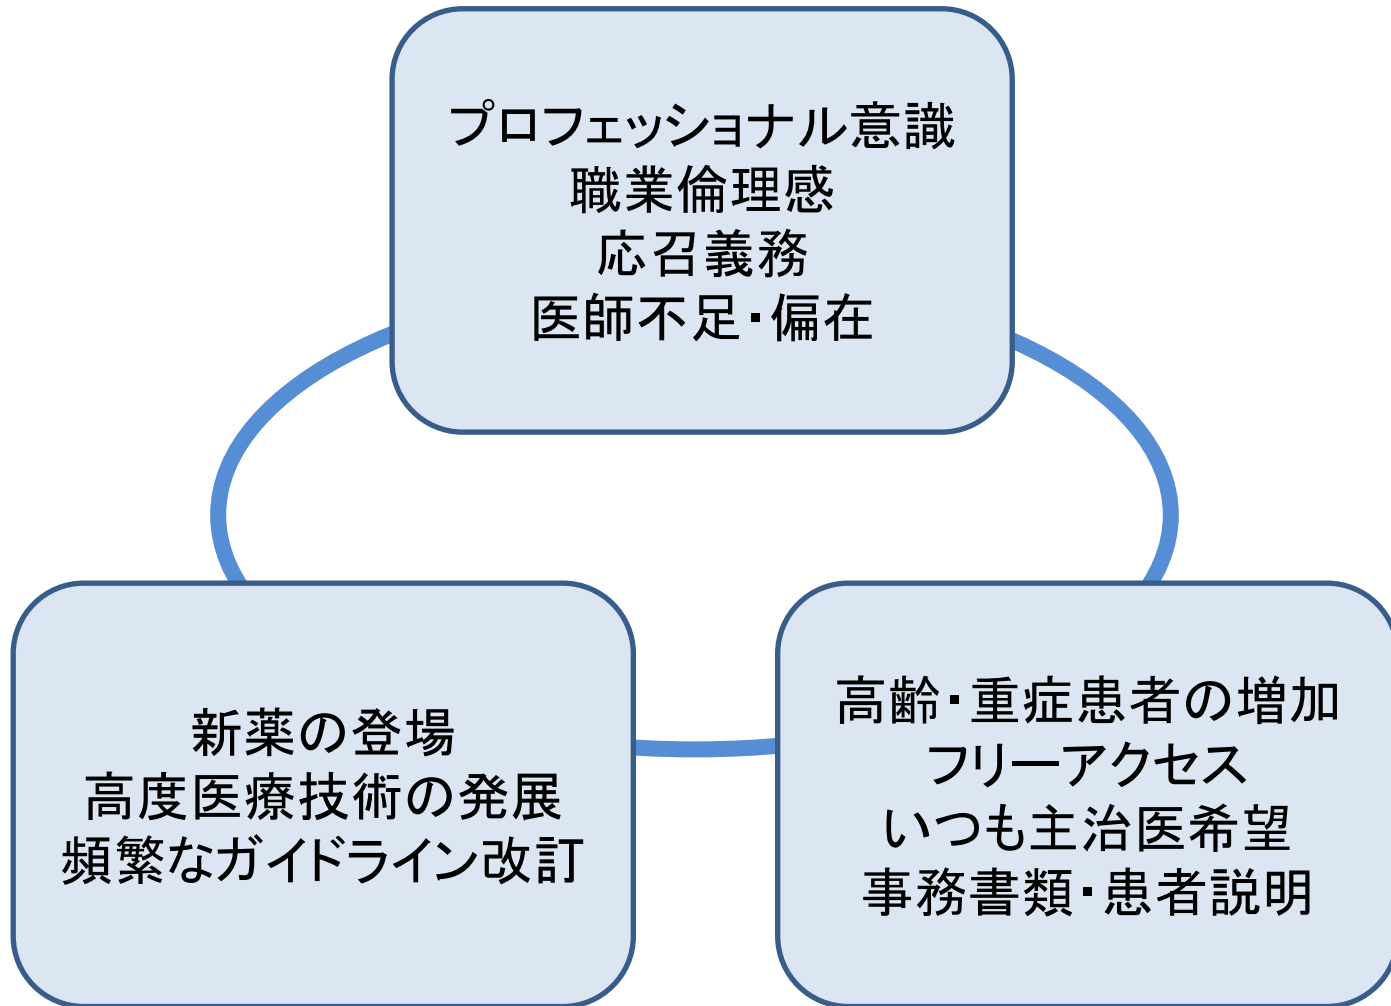 プロフェッショナル意識
職業倫理感
応召義務
医師不足・偏在
新薬の登場
高度医療技術の発展
頻繁なガイドライン改訂
高齢・重症患者の増加
フリーアクセス
いつも主治医希望
事務書類・患者説明